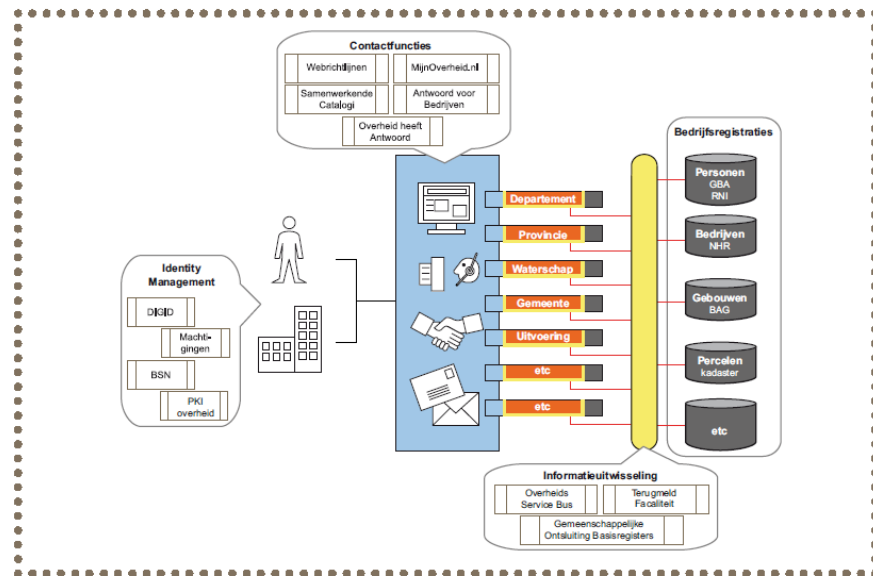 Contactfuncties
Webrichtlijnen
MijnOverheid.nl
Samenwerkende
Catalogi
Antwoord voor
Bedrijven
Overheid heeft
Antwoord
Identity
Management
DIGID
Machti-
gingen
BSN
PKI
overheid
Departement
Provincie
Waterschap
Gemeente
Uitvoering
etc
etc
Bedrijfsregistraties
Personen
GBA
RNI
Bedrijven
NHR
Gebouwen
BAG
Percelen
kadaster
etc
Informatieuitwisseling
Overheids
Service Bus
Terugmeld
Facaliteit
Gemeenschappelijke
Ontsluiting Basisregisters